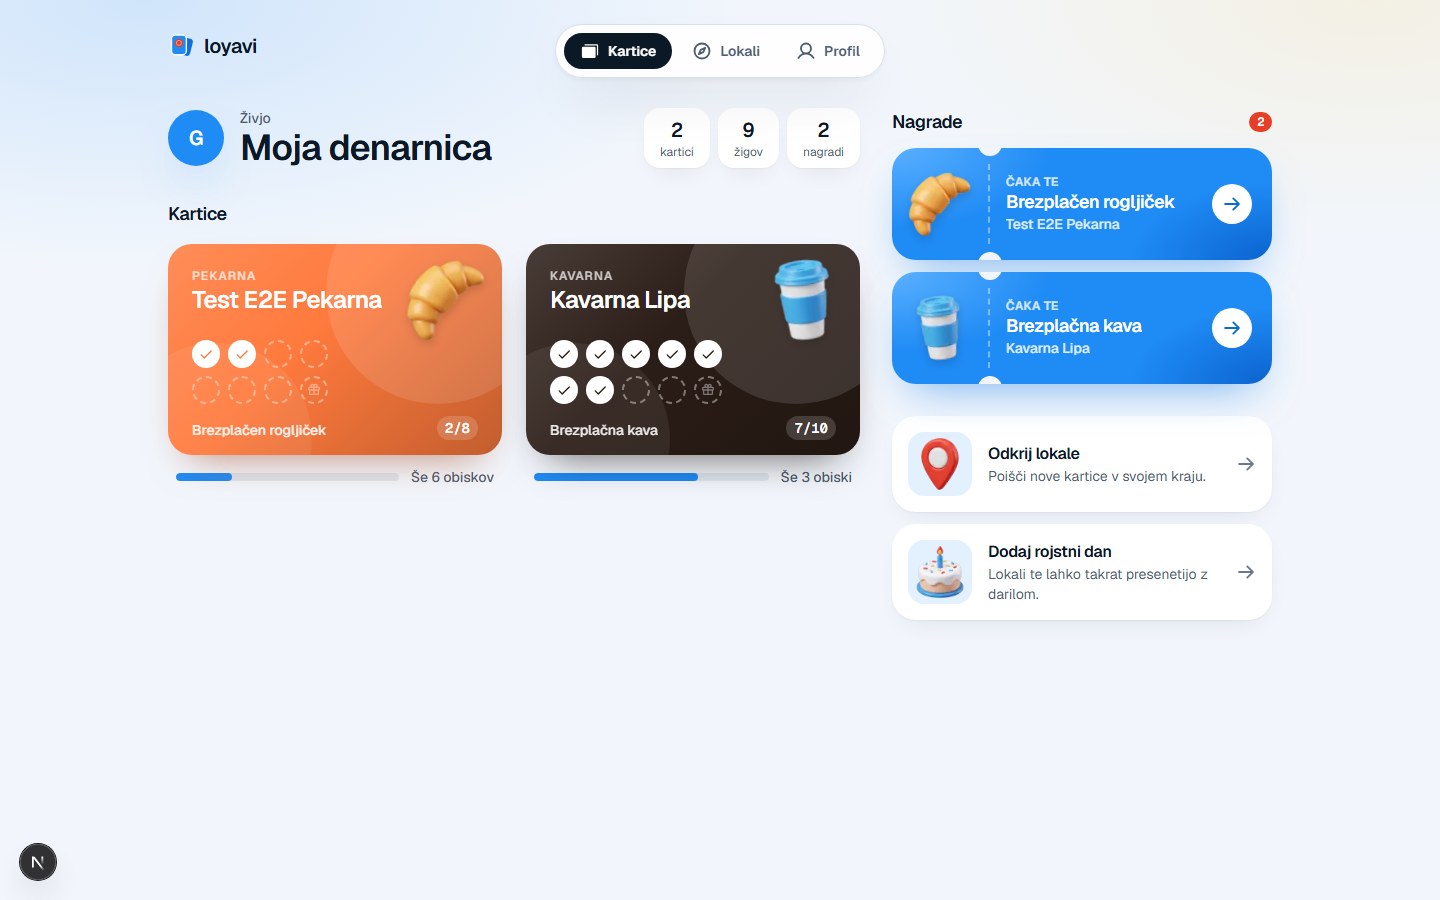 loyavi
Kartice
Lokali
Profil
G
Živjo
Moja denarnica
2
kartici
9
žigov
2
nagradi
Kartice
PEKARNA
Test E2E Pekarna
Brezplačen rogljiček
2/8
Še 6 obiskov
KAVARNA
Kavarna Lipa
Brezplačna kava
7/10
Še 3 obiski
Nagrade
2
ČAKA TE
Brezplačen rogljiček
Test E2E Pekarna
ČAKA TE
Brezplačna kava
Kavarna Lipa
Odkrij lokale
Poišči nove kartice v svojem kraju.
Dodaj rojstni dan
Lokali te lahko takrat presenetijo z
darilom.
N